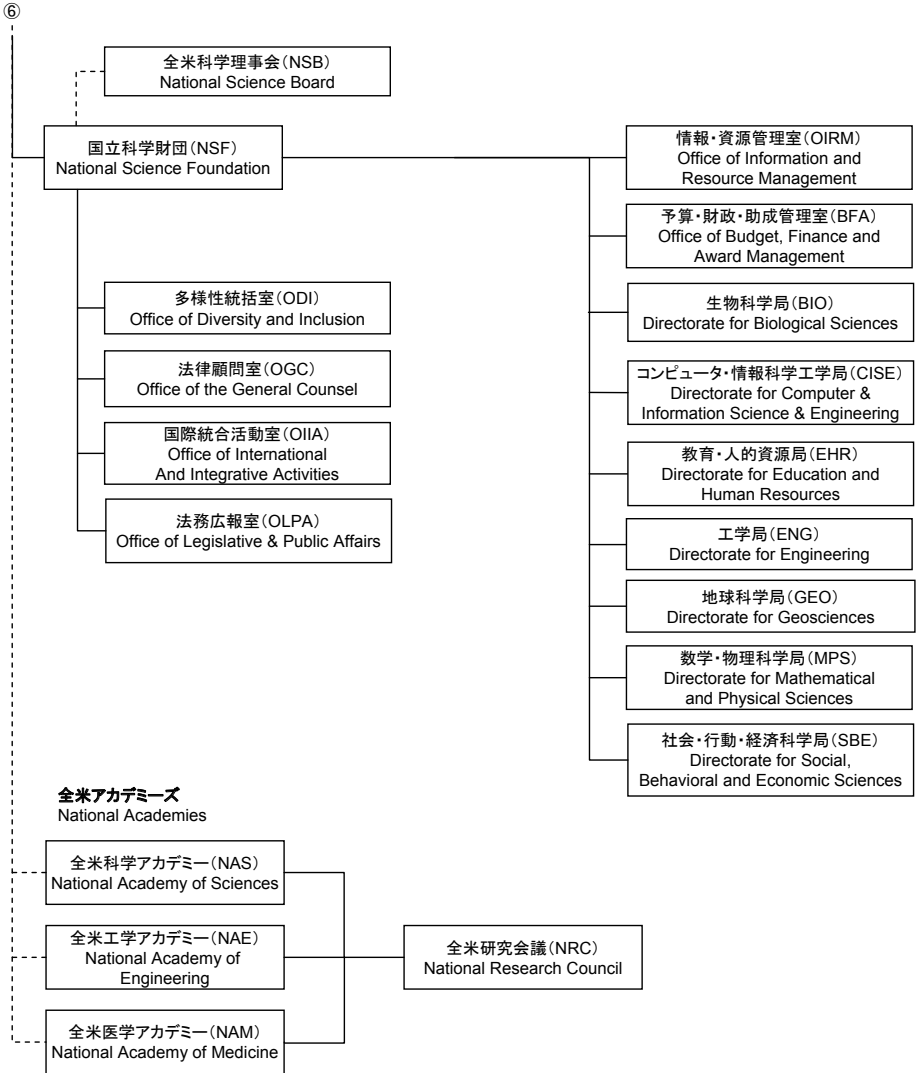 ⑥
全米科学理事会(NSB)
National Science Board
国立科学財団(NSF)
National Science Foundation
多様性統括室(ODI)
Office of Diversity and Inclusion
法律顧問室(OGC)
Office of the General Counsel
国際統合活動室(OIIA)
Office of International
And Integrative Activities
法務広報室(OLPA)
Office of Legislative & Public Affairs
情報・資源管理室(OIRM)
Office of Information and
Resource Management
予算・財政・助成管理室(BFA)
Office of Budget, Finance and
Award Management
生物科学局(BIO)
Directorate for Biological Sciences
コンピュータ・情報科学工学局(CISE)
Directorate for Computer &
Information Science & Engineering
教育・人的資源局(EHR)
Directorate for Education and
Human Resources
工学局(ENG)
Directorate for Engineering
地球科学局(GEO)
Directorate for Geosciences
数学・物理科学局(MPS)
Directorate for Mathematical
and Physical Sciences
社会・行動・経済科学局(SBE)
Directorate for Social,
Behavioral and Economic Sciences
全米アカデミーズ
National Academies
全米科学アカデミー(NAS)
National Academy of Sciences
全米工学アカデミー(NAE)
National Academy of
Engineering
全米医学アカデミー(NAM)
National Academy of Medicine
全米研究会議(NRC)
National Research Council